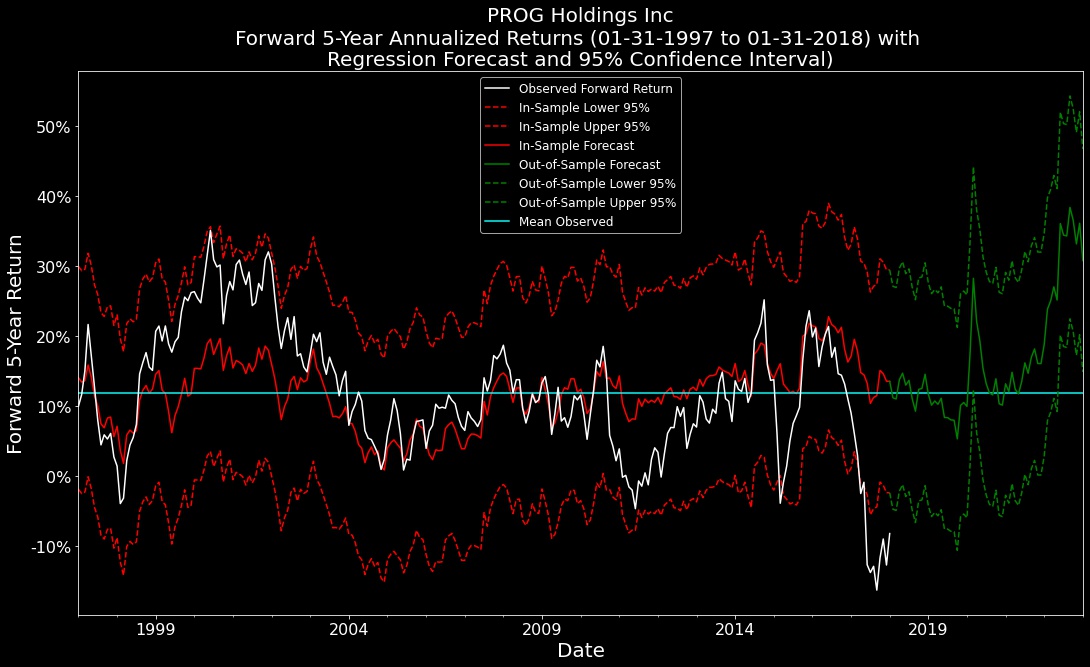 PROG Holdings Inc
Forward 5-Year Annualized Returns (01-31-1997 to 01-31-2018) with
Regression Forecast and 95% Confidence Interval)
Observed Forward Return
In-Sample Lower 95%
In-Sample Upper 95%
In-Sample Forecast
Out-of-Sample Forecast
Out-of-Sample Lower 95%
Out-of-Sample Upper 95%
Mean Observed
Forward 5-Year Return
50%
40%
30%
20%
10%
0%
-10%
1999
2004
2009
2014
2019
Date